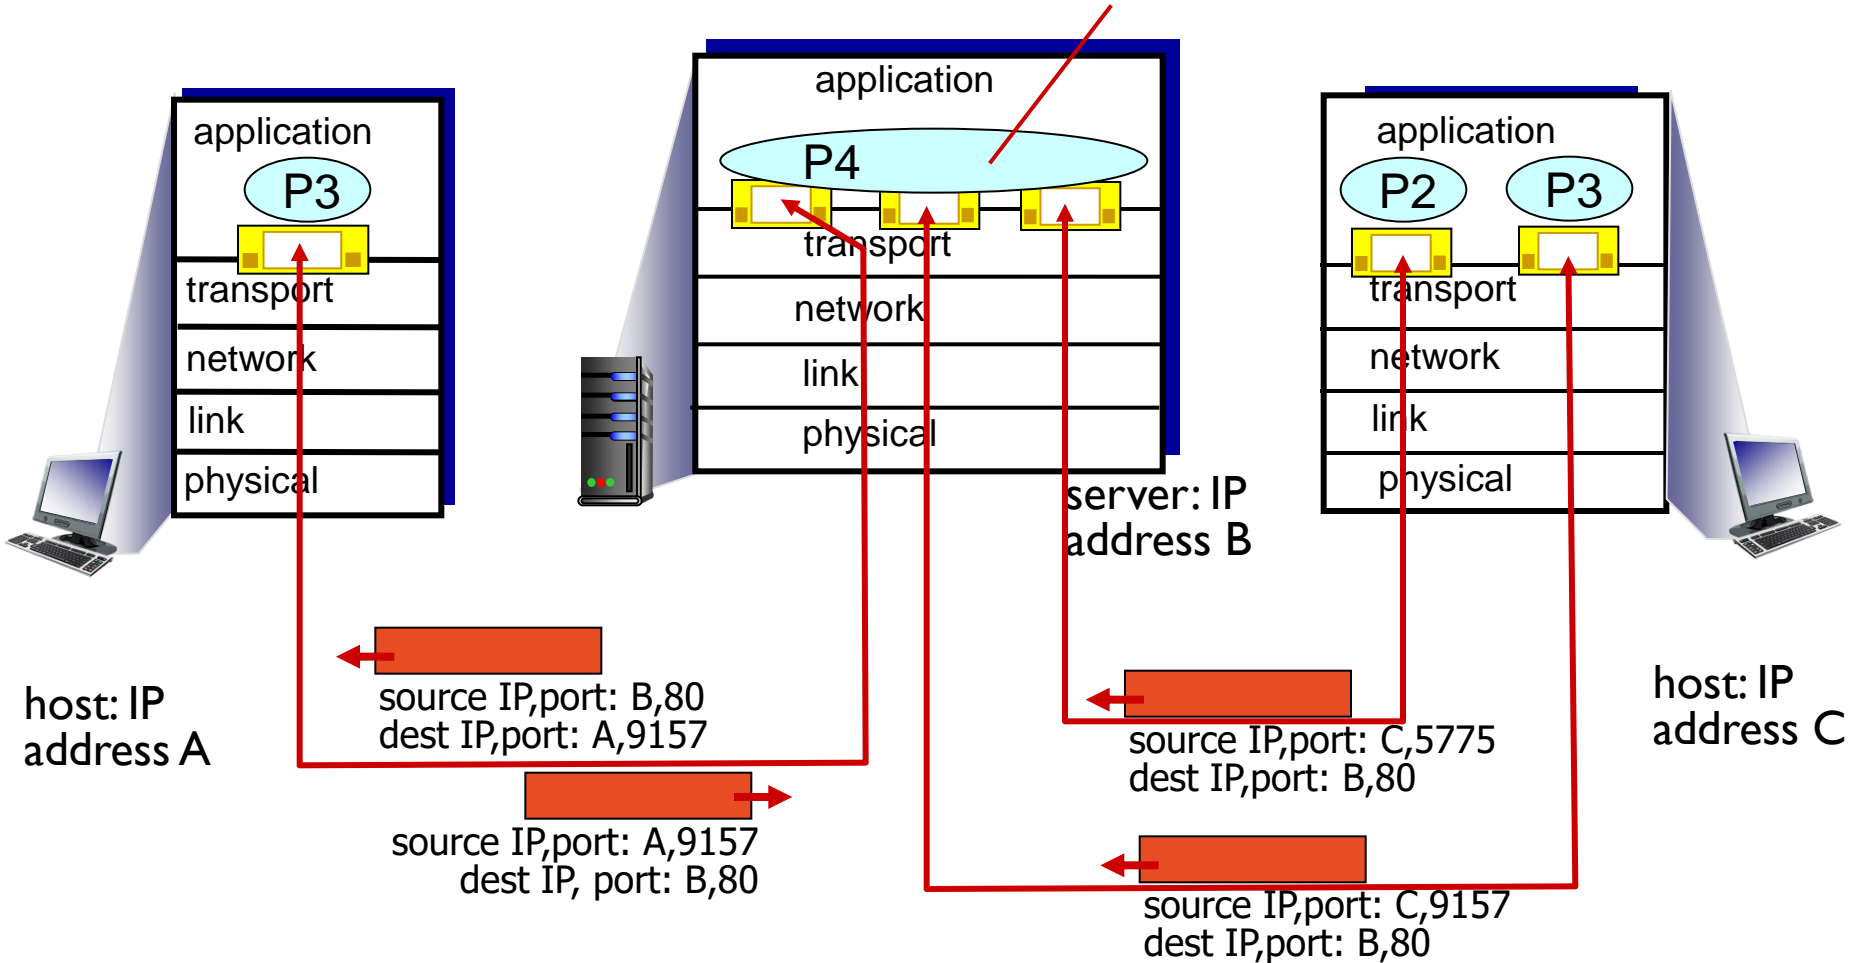 application
P3
transport
network
link
physical
host: IP
address A
application
P4
transport
network
link
physical
server: IP
address B
application
P2
P3
transport
network
link
physical
host: IP
address C
source IP,port: B,80
dest IP,port: A,9157
source IP,port: A,9157
dest IP, port: B,80
source IP,port: C,5775
dest IP,port: B,80
source IP,port: C,9157
dest IP,port: B,80